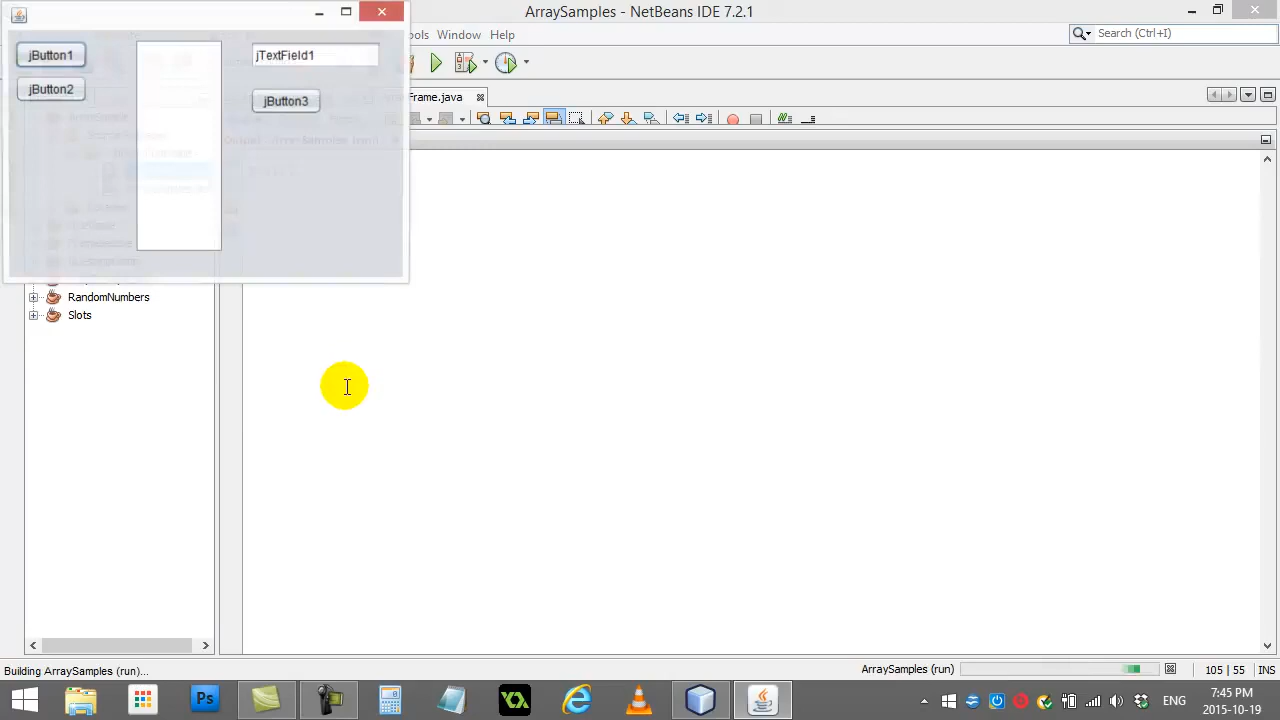 ArraySamples - NetBeans IDE 7.2.1
ools Window Help
Search (Ctrl+I)
jButton1
jTextField1
jButton2
jButton3
Frame.java
RandomNumbers
Slots
Building ArraySamples (run)...
ArraySamples (run)
105 | 55
INS
Ps
ENG
7:45 PM
2015-10-19